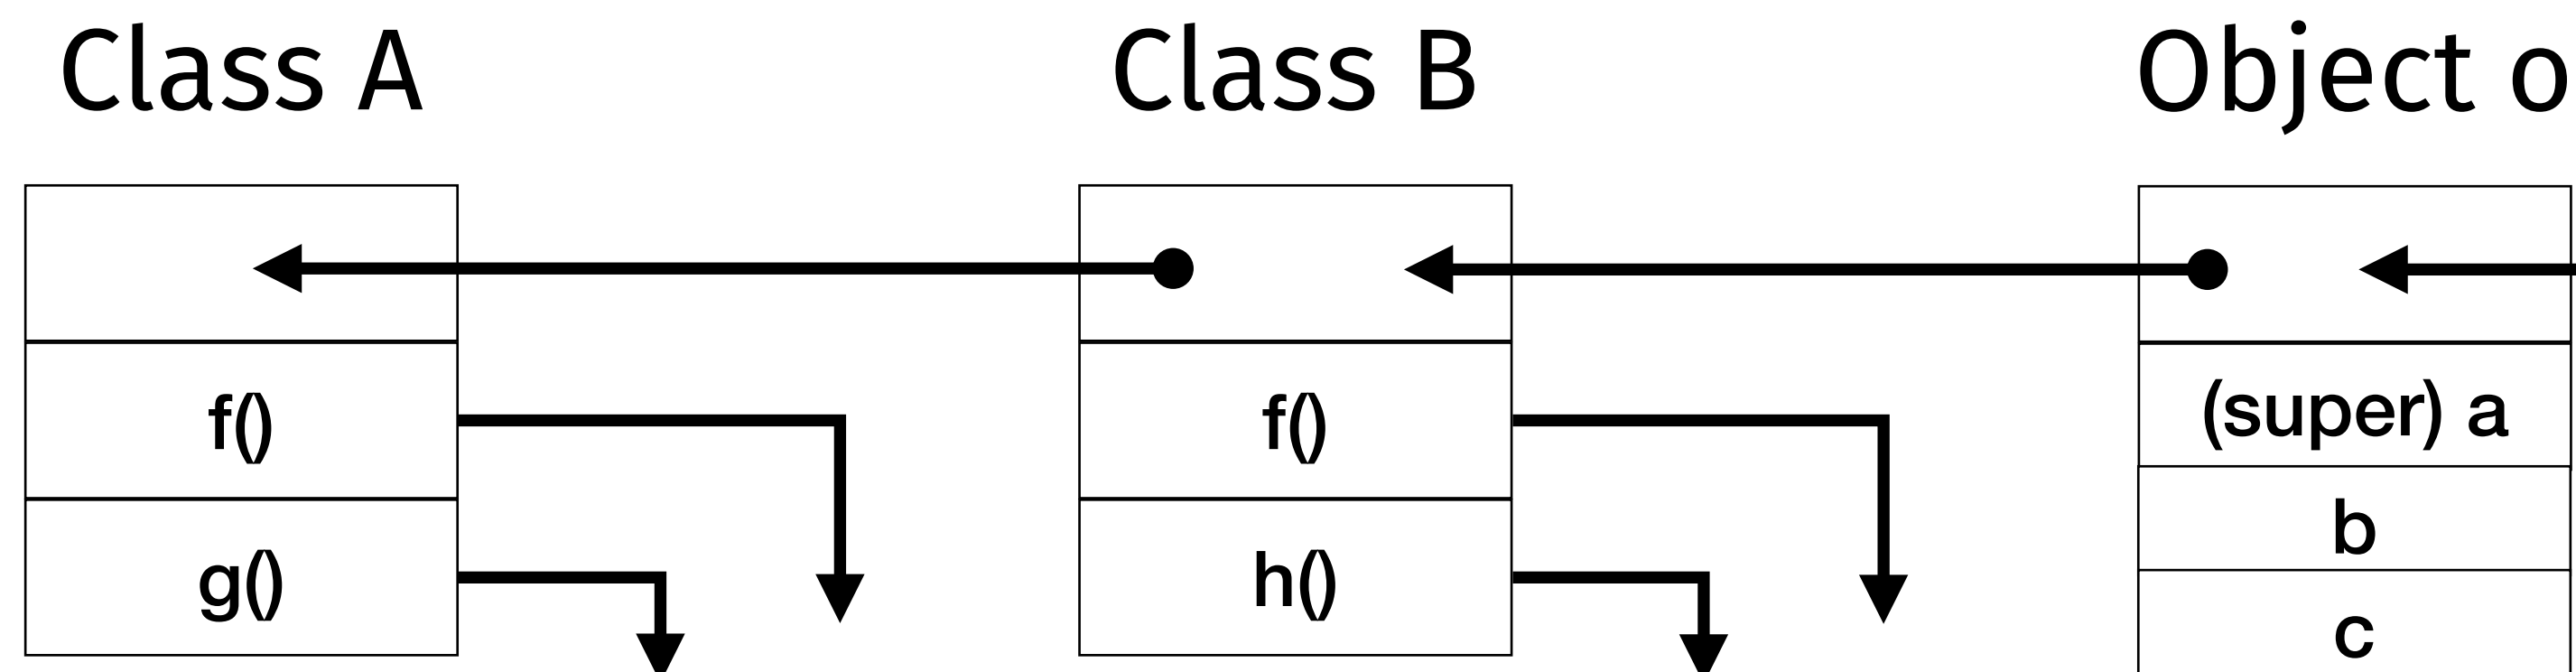 Class A
Class B
Object o
f()
g()
f()
h()
(super) a
b
c